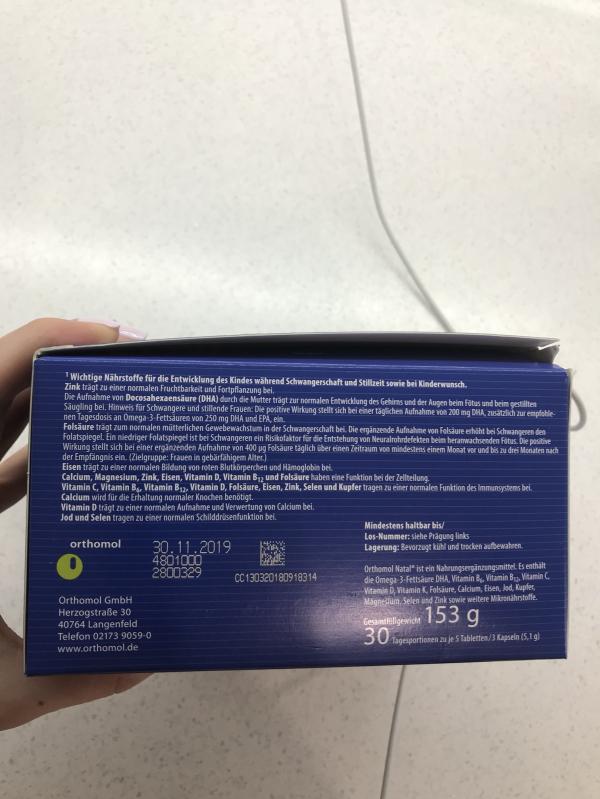 ¹ Wichtige Nährstoffe für die Entwicklung des Kindes während Schwangerschaft und Stillzeit sowie bei Kinderwunsch.
Zink trägt zu einer normalen Fruchtbarkeit und Fortpflanzung bei.
Die Aufnahme von Docosahexaensäure (DHA) durch die Mutter trägt zur normalen Entwicklung des Gehirns und der Augen beim Fötus und beim gestillten
Säugling bei. Hinweis für Schwangere und stillende Frauen: Die positive Wirkung stellt sich bei einer täglichen Aufnahme von 200 mg DHA, zusätzlich zur empfohle-
nen Tagesdosis an Omega-3-Fettsäuren von 250 mg DHA und EPA, ein.
Folsäure trägt zum normalen mütterlichen Gewebewachstum in der Schwangerschaft bei. Die ergänzende Aufnahme von Folsäure erhöht bei Schwangeren den
Folatspiegel. Ein niedriger Folatspiegel ist bei Schwangeren ein Risikofaktor für die Entstehung von Neuralrohrdefekten beim heranwachsenden Fötus. Die positive
Wirkung stellt sich bei einer ergänzenden Aufnahme von 400 µg Folsäure täglich über einen Zeitraum von mindestens einem Monat vor und bis zu drei Monaten nach
der Empfängnis ein. (Zielgruppe: Frauen in gebärfähigem Alter.)
Eisen trägt zu einer normalen Bildung von roten Blutkörperchen und Hämoglobin bei.
Calcium, Magnesium, Zink, Eisen, Vitamin D, Vitamin B₁₂ und Folsäure haben eine Funktion bei der Zellteilung.
Vitamin C, Vitamin B₆, Vitamin B₁₂, Vitamin D, Folsäure, Eisen, Zink, Selen und Kupfer tragen zu einer normalen Funktion des Immunsystems bei.
Calcium wird für die Erhaltung normaler Knochen benötigt.
Vitamin D trägt zu einer normalen Aufnahme und Verwertung von Calcium bei.
Jod und Selen tragen zu einer normalen Schilddrüsenfunktion bei.
orthomol
30.11.2019
4801000
2800329
CC130320180918314
Orthomol GmbH
Herzogstraße 30
40764 Langenfeld
Telefon 02173 9059-0
www.orthomol.de
Mindestens haltbar bis/
Los-Nummer: siehe Prägung links
Lagerung: Bevorzugt kühl und trocken aufbewahren.
Orthomol Natal® ist ein Nahrungsergänzungsmittel. Es enthält
die Omega-3-Fettsäure DHA, Vitamin B₆, Vitamin B₁₂, Vitamin C,
Vitamin D, Vitamin K, Folsäure, Calcium, Eisen, Jod, Kupfer,
Magnesium, Selen und Zink sowie weitere Mikronährstoffe.
Gesamtfüllgewicht 153 g
30 Tagesportionen zu je 5 Tabletten/3 Kapseln (5,1 g)